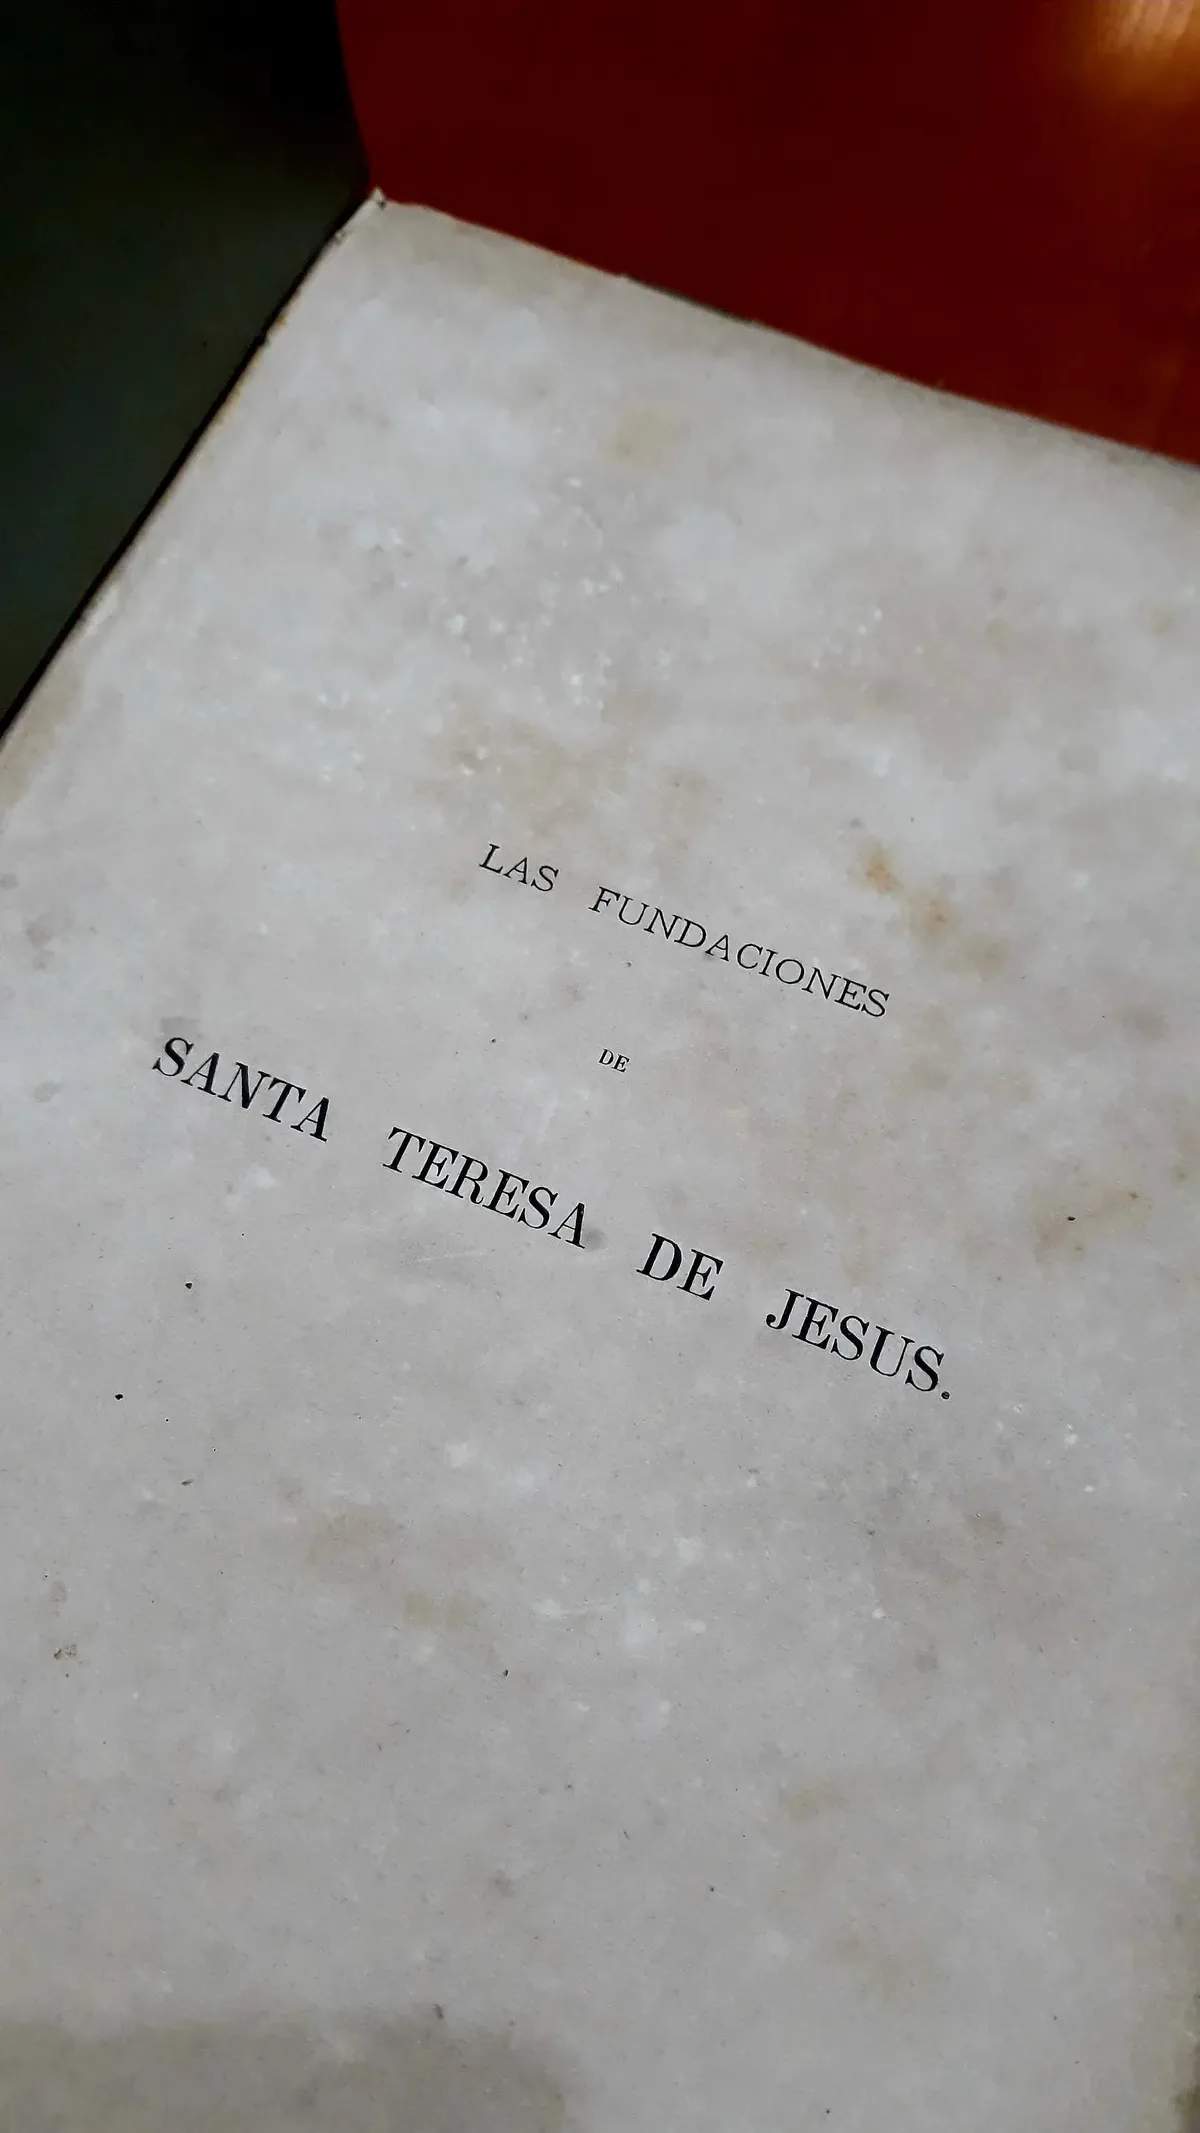 LAS FUNDACIONES
DE
SANTA TERESA DE JESUS.